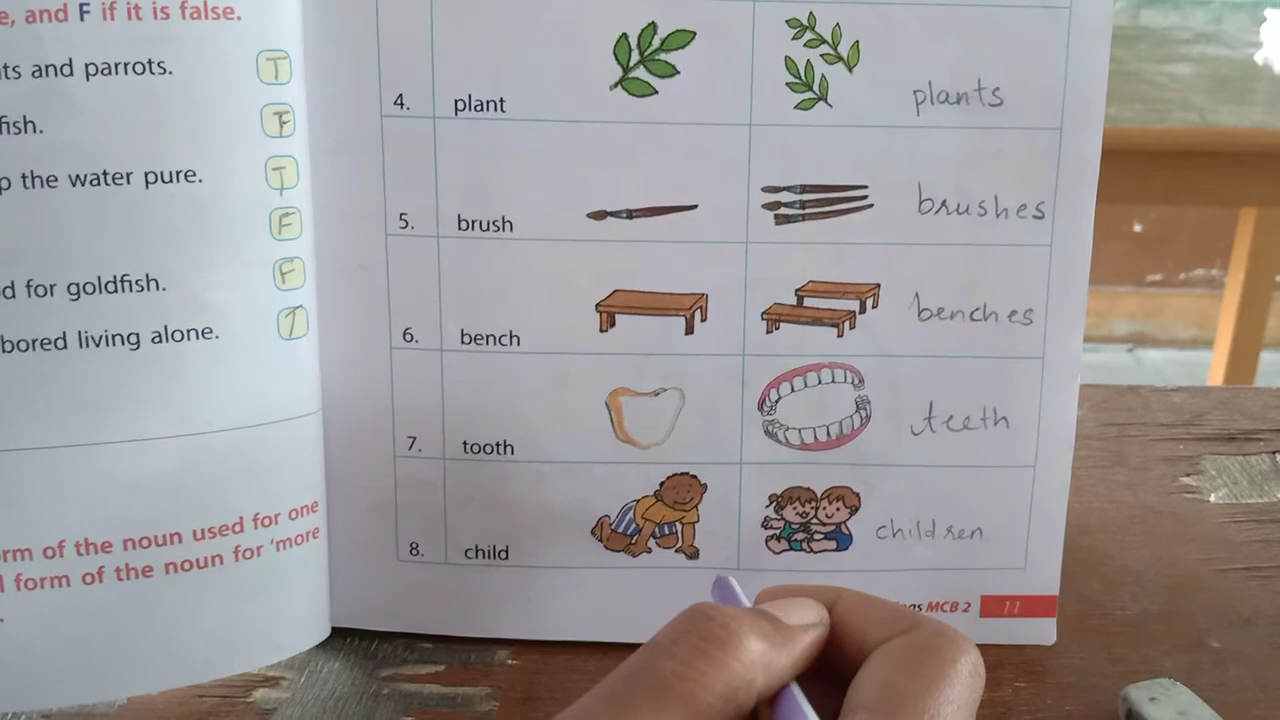 e, and F if it is false.
ts and parrots. T
fish. F
p the water pure. T
F
d for goldfish. F
bored living alone. T
rm of the noun used for one
l form of the noun for 'more
4. plant plants
5. brush brushes
6. bench benches
7. tooth teeth
8. child children
MCB 2 11